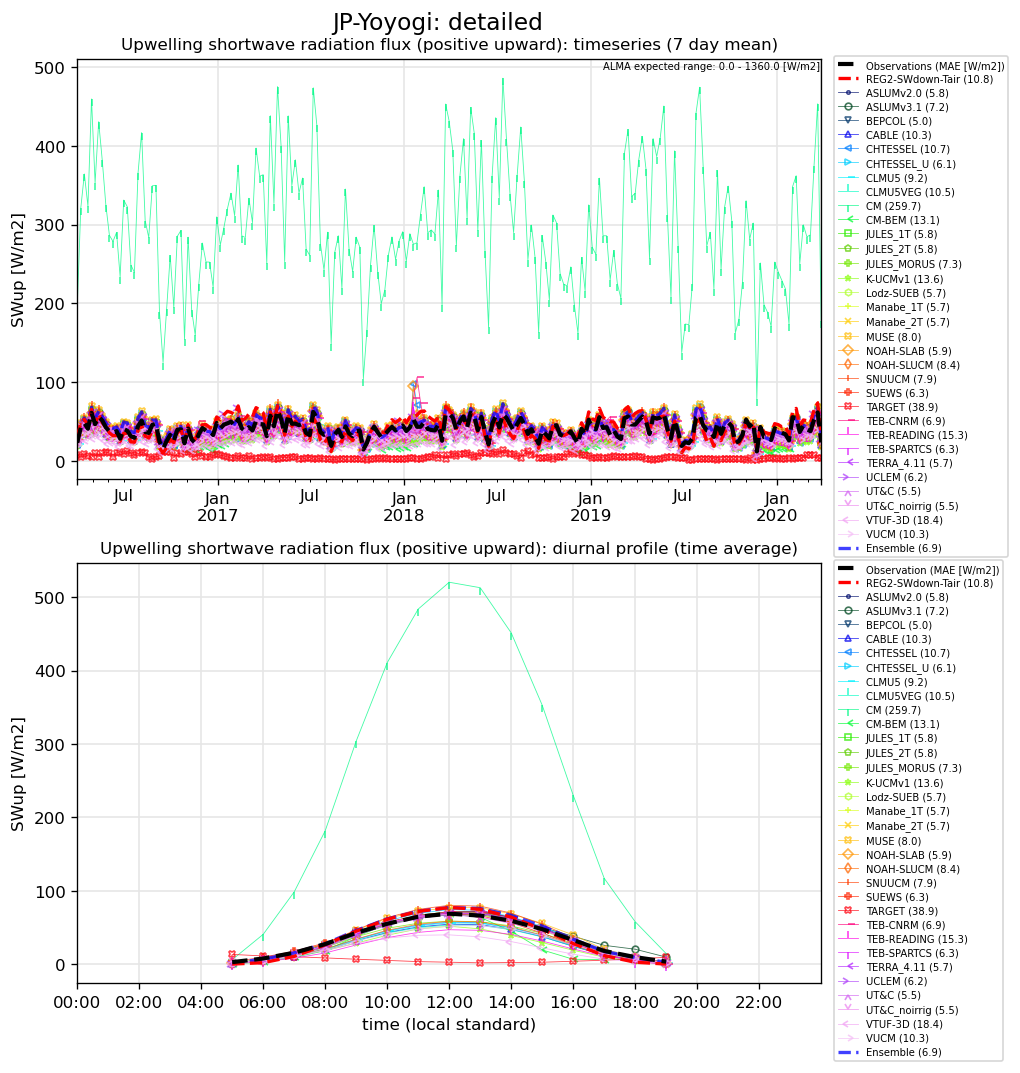 JP-Yoyogi: detailed
Upwelling shortwave radiation flux (positive upward): timeseries (7 day mean)
ALMA expected range: 0.0 - 1360.0 [W/m2]
SWup [W/m2]
500
400
300
200
100
0
Jul
Jan
2017
Jul
Jan
2018
Jul
Jan
2019
Jul
Jan
2020
Observations (MAE [W/m2])
REG2-SWdown-Tair (10.8)
ASLUMv2.0 (5.8)
ASLUMv3.1 (7.2)
BEPCOL (5.0)
CABLE (10.3)
CHTESSEL (10.7)
CHTESSEL_U (6.1)
CLMU5 (9.2)
CLMU5VEG (10.5)
CM (259.7)
CM-BEM (13.1)
JULES_1T (5.8)
JULES_2T (5.8)
JULES_MORUS (7.3)
K-UCMv1 (13.6)
Lodz-SUEB (5.7)
Manabe_1T (5.7)
Manabe_2T (5.7)
MUSE (8.0)
NOAH-SLAB (5.9)
NOAH-SLUCM (8.4)
SNUUCM (7.9)
SUEWS (6.3)
TARGET (38.9)
TEB-CNRM (6.9)
TEB-READING (15.3)
TEB-SPARTCS (6.3)
TERRA_4.11 (5.7)
UCLEM (6.2)
UT&C (5.5)
UT&C_noirrig (5.5)
VTUF-3D (18.4)
VUCM (10.3)
Ensemble (6.9)
Upwelling shortwave radiation flux (positive upward): diurnal profile (time average)
SWup [W/m2]
500
400
300
200
100
0
00:00
02:00
04:00
06:00
08:00
10:00
12:00
14:00
16:00
18:00
20:00
22:00
time (local standard)
Observation (MAE [W/m2])
REG2-SWdown-Tair (10.8)
ASLUMv2.0 (5.8)
ASLUMv3.1 (7.2)
BEPCOL (5.0)
CABLE (10.3)
CHTESSEL (10.7)
CHTESSEL_U (6.1)
CLMU5 (9.2)
CLMU5VEG (10.5)
CM (259.7)
CM-BEM (13.1)
JULES_1T (5.8)
JULES_2T (5.8)
JULES_MORUS (7.3)
K-UCMv1 (13.6)
Lodz-SUEB (5.7)
Manabe_1T (5.7)
Manabe_2T (5.7)
MUSE (8.0)
NOAH-SLAB (5.9)
NOAH-SLUCM (8.4)
SNUUCM (7.9)
SUEWS (6.3)
TARGET (38.9)
TEB-CNRM (6.9)
TEB-READING (15.3)
TEB-SPARTCS (6.3)
TERRA_4.11 (5.7)
UCLEM (6.2)
UT&C (5.5)
UT&C_noirrig (5.5)
VTUF-3D (18.4)
VUCM (10.3)
Ensemble (6.9)